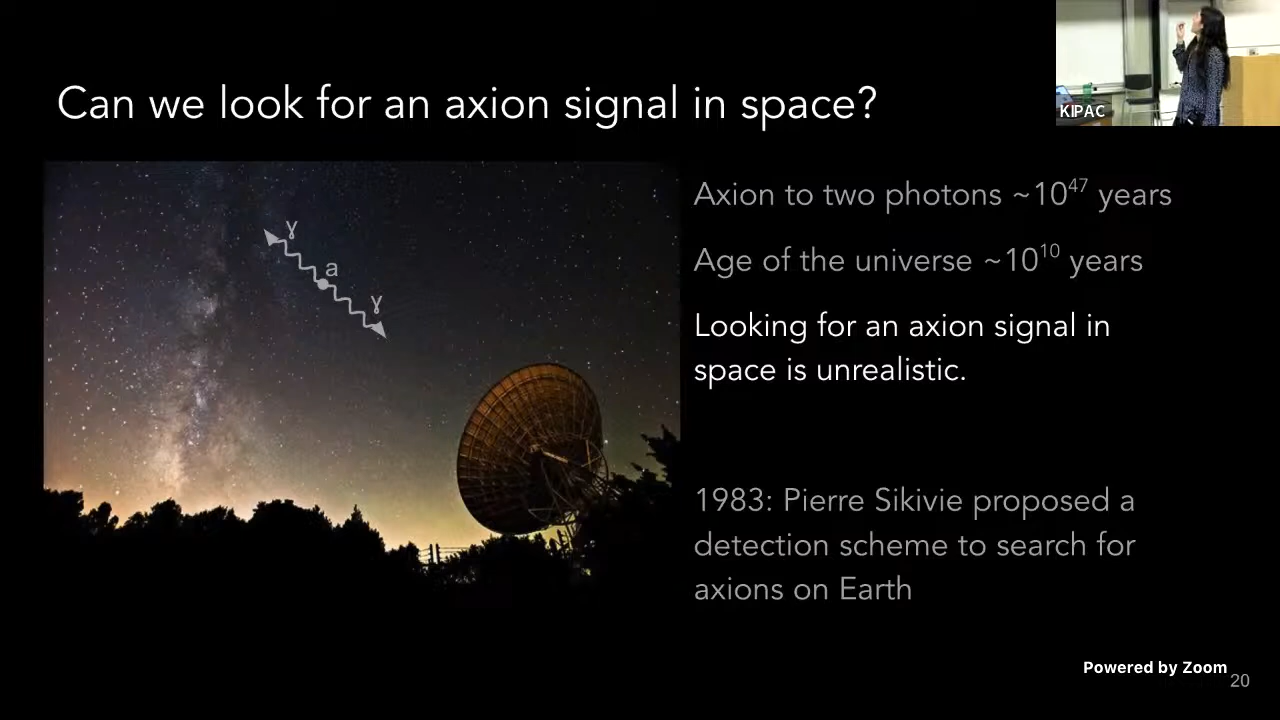 Can we look for an axion signal in space?
KIPAC
Axion to two photons ~10⁴⁷ years
γ
a
γ
Age of the universe ~10¹⁰ years
Looking for an axion signal in
space is unrealistic.
1983: Pierre Sikivie proposed a
detection scheme to search for
axions on Earth
Powered by Zoom
20